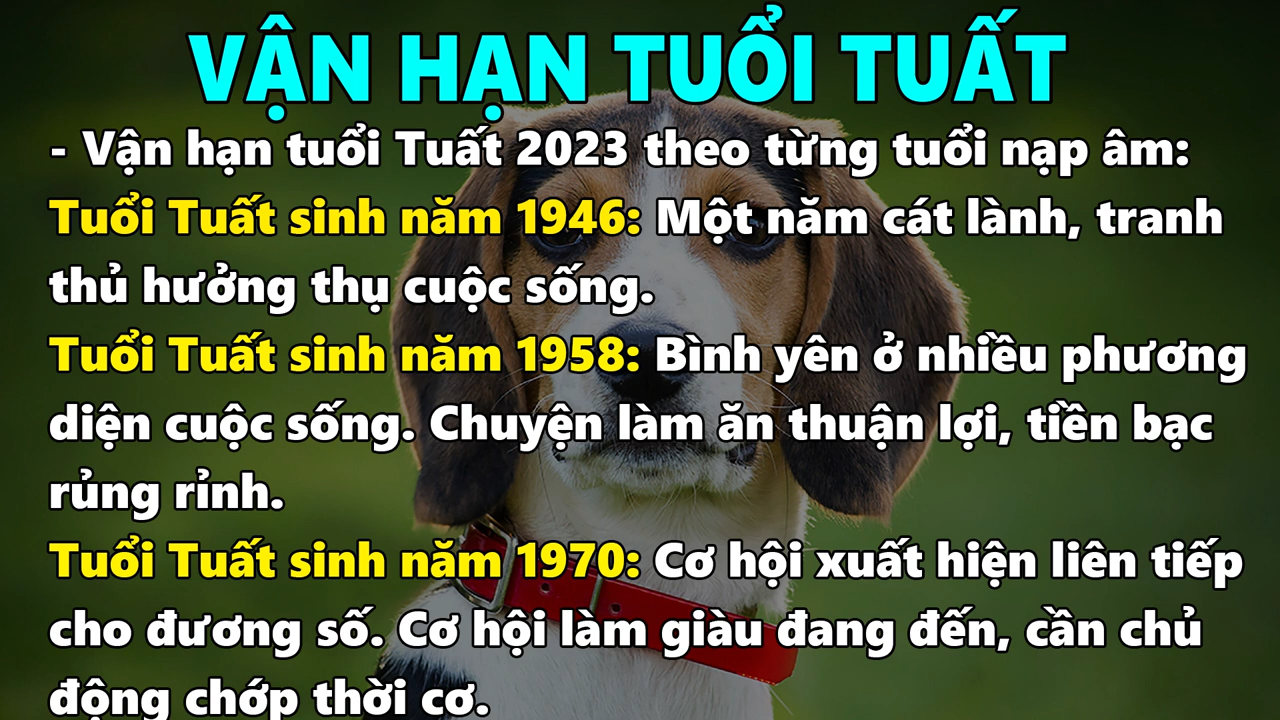 VẬN HẠN TUỔI TUẤT
- Vận hạn tuổi Tuất 2023 theo từng tuổi nạp âm:
Tuổi Tuất sinh năm 1946: Một năm cát lành, tranh
thủ hưởng thụ cuộc sống.
Tuổi Tuất sinh năm 1958: Bình yên ở nhiều phương
diện cuộc sống. Chuyện làm ăn thuận lợi, tiền bạc
rủng rỉnh.
Tuổi Tuất sinh năm 1970: Cơ hội xuất hiện liên tiếp
cho đương số. Cơ hội làm giàu đang đến, cần chủ
động chớp thời cơ.